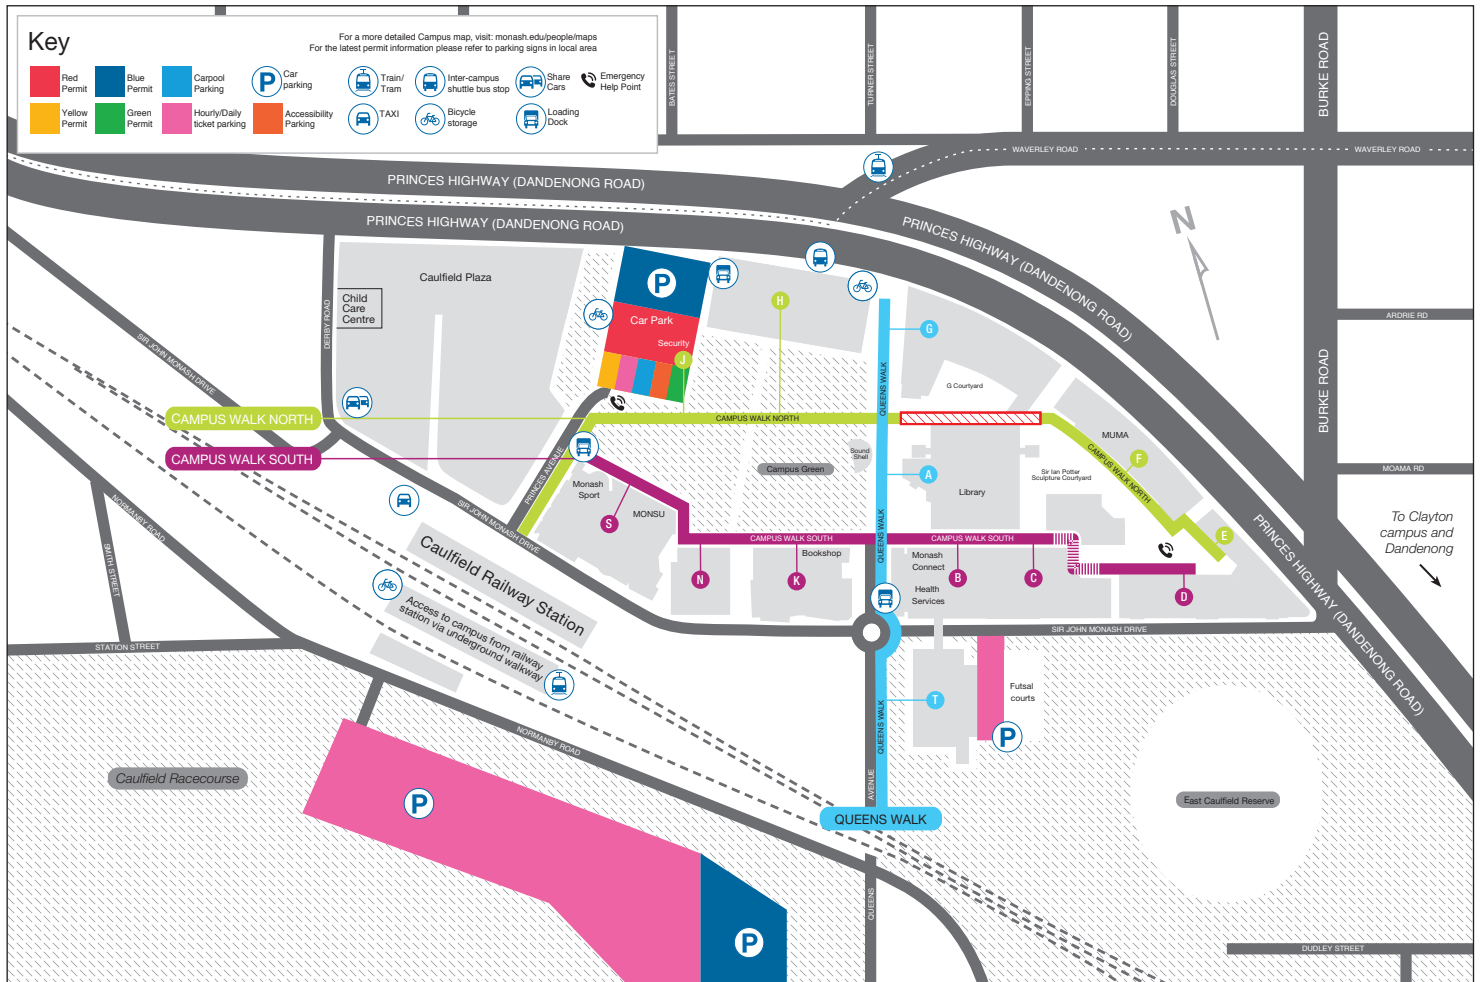 Key
For a more detailed Campus map, visit: monash.edu/people/maps
For the latest permit information please refer to parking signs in local area
Red
Permit
Blue
Permit
Carpool
Parking
P
Car
parking
Train/
Tram
Inter-campus
shuttle bus stop
Share
Cars
Emergency
Help Point
Yellow
Permit
Green
Permit
Hourly/Daily
ticket parking
Accessibility
Parking
TAXI
Bicycle
storage
Loading
Dock
BATES STREET
TURNER STREET
EPPING STREET
DOUGLAS STREET
BURKE ROAD
WAVERLEY ROAD
WAVERLEY ROAD
PRINCES HIGHWAY (DANDENONG ROAD)
PRINCES HIGHWAY (DANDENONG ROAD)
PRINCES HIGHWAY (DANDENONG ROAD)
N
Caulfield Plaza
Child
Care
Centre
DERBY ROAD
SIR JOHN MONASH DRIVE
P
Car Park
Security
J
H
G
QUEENS WALK
G Courtyard
ARDRIE RD
BURKE ROAD
CAMPUS WALK NORTH
CAMPUS WALK NORTH
CAMPUS WALK SOUTH
MUMA
F
CAMPUS WALK NORTH
Sound
Shell
Campus Green
A
Library
Sir Ian Potter
Sculpture Courtyard
MOAMA RD
PRINCES AVENUE
Monash
Sport
MONSU
S
SIR JOHN MONASH DRIVE
NORMANBY ROAD
SMITH STREET
QUEENS WALK
CAMPUS WALK SOUTH
CAMPUS WALK SOUTH
E
PRINCES HIGHWAY (DANDENONG ROAD)
To Clayton
campus and
Dandenong
Caulfield Railway Station
Access to campus from railway
station via underground walkway
Bookshop
N
K
Monash
Connect
Health
Services
B
C
D
SIR JOHN MONASH DRIVE
STATION STREET
T
QUEENS WALK
Futsal
courts
P
NORMANBY ROAD
Caulfield Racecourse
P
AVENUE
QUEENS WALK
East Caulfield Reserve
QUEENS
P
DUDLEY STREET